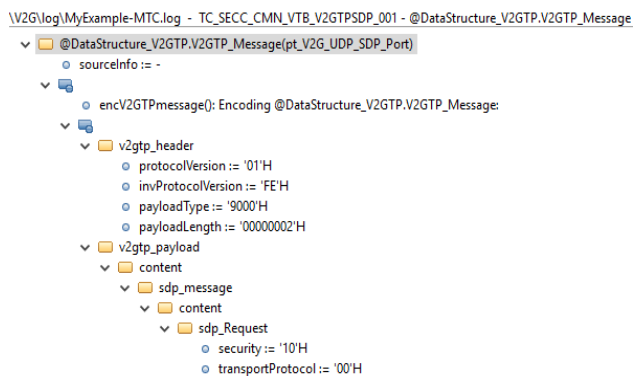 \V2G\log\MyExample-MTC.log - TC_SECC_CMN_VTB_V2GTPSDP_001 - @DataStructure_V2GTP.V2GTP_Message
@DataStructure_V2GTP.V2GTP_Message(pt_V2G_UDP_SDP_Port)
sourceInfo := -
encV2GTPmessage(): Encoding @DataStructure_V2GTP.V2GTP_Message:
v2gtp_header
protocolVersion := '01'H
invProtocolVersion := 'FE'H
payloadType := '9000'H
payloadLength := '00000002'H
v2gtp_payload
content
sdp_message
content
sdp_Request
security := '10'H
transportProtocol := '00'H